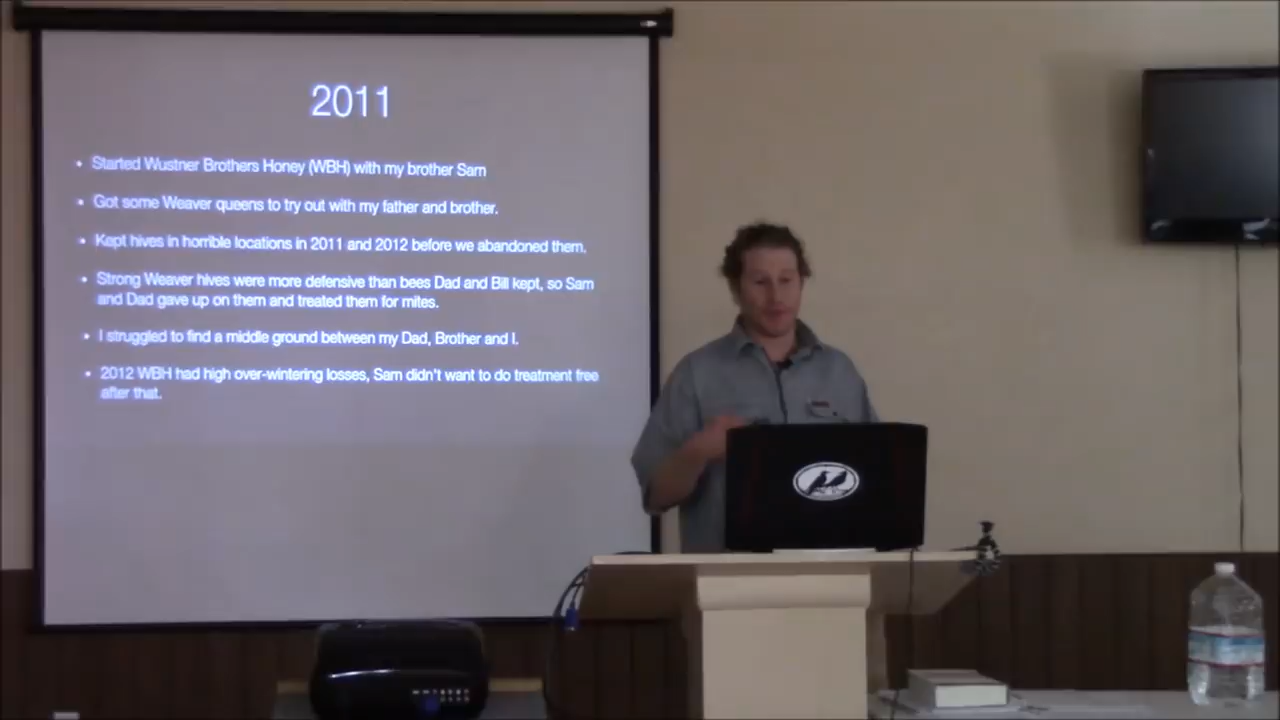 2011
• Started Wustner Brothers Honey (WBH) with my brother Sam
• Got some Weaver queens to try out with my father and brother.
• Kept hives in horrible locations in 2011 and 2012 before we abandoned them.
• Strong Weaver hives were more defensive than bees Dad and Bill kept, so Sam
and Dad gave up on them and treated them for mites.
• I struggled to find a middle ground between my Dad, Brother and I.
• 2012 WBH had high over-wintering losses, Sam didn't want to do treatment free
after that.